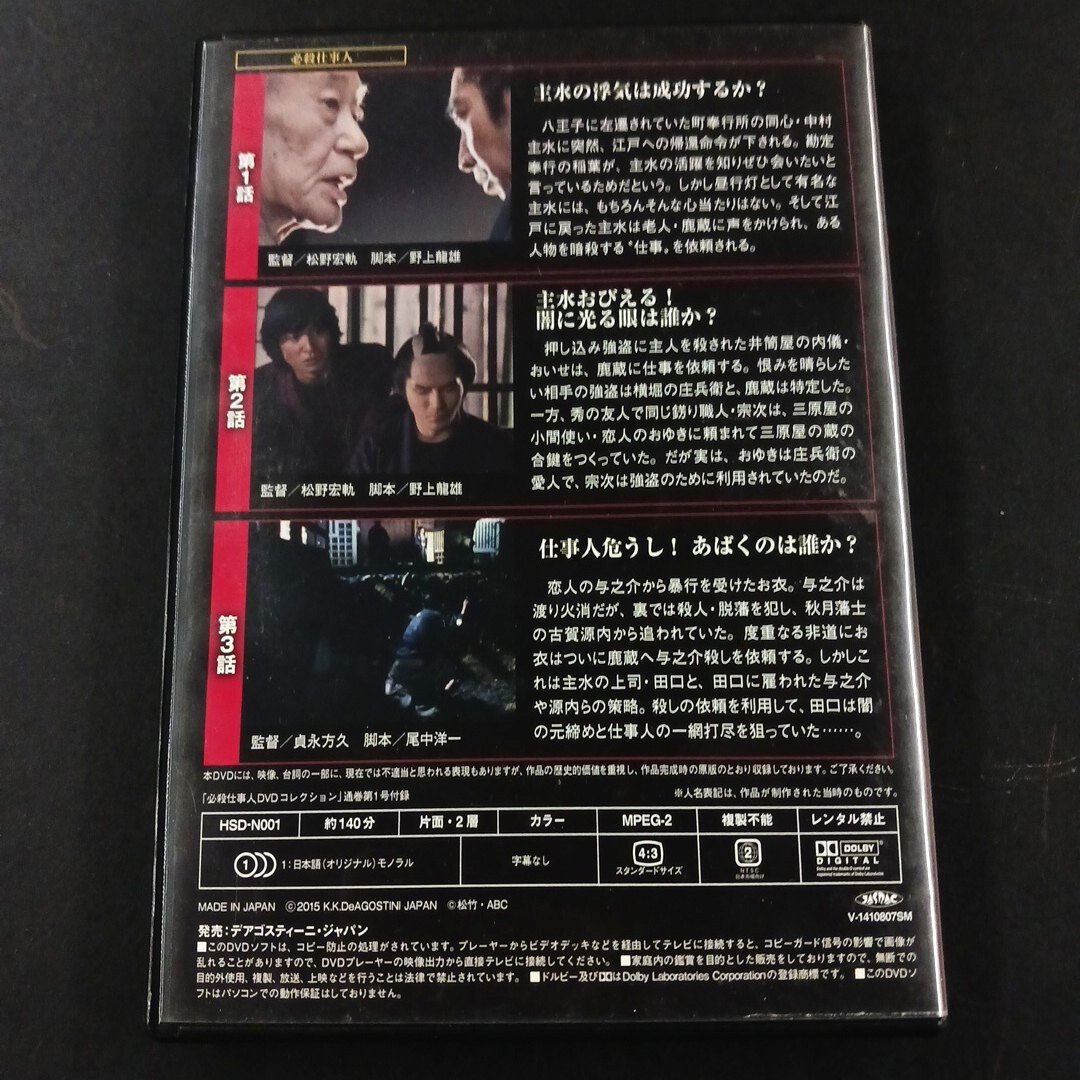 必殺仕事人
第1話
主水の浮気は成功するか？
八王子に左遷されていた町奉行所の同心・中村
主水に突然、江戸への帰還命令が下される。勘定
奉行の稲葉が、主水の活躍を知りぜひ会いたいと
言っているためだという。しかし昼行灯として有名な
主水には、もちろんそんな心当たりはない。そして江
戸に戻った主水は老人・鹿蔵に声をかけられ、ある
人物を暗殺する〝仕事〟を依頼される。
監督／松野宏軌　脚本／野上龍雄
第2話
主水おびえる！
闇に光る眼は誰か？
押し込み強盗に主人を殺された井筒屋の内儀・
おいせは、鹿蔵に仕事を依頼する。恨みを晴らした
い相手の強盗は横堀の庄兵衛と、鹿蔵は特定した。
一方、秀の友人で同じ錺り職人・宗次は、三原屋の
小間使い・恋人のおゆきに頼まれて三原屋の蔵の
合鍵をつくっていた。だが実は、おゆきは庄兵衛の
愛人で、宗次は強盗のために利用されていたのだ。
監督／松野宏軌　脚本／野上龍雄
第3話
仕事人危うし！ あばくのは誰か？
恋人の与之介から暴行を受けたお衣。与之介は
渡り火消だが、裏では殺人・脱藩を犯し、秋月藩士
の古賀源内から追われていた。度重なる非道にお
衣はついに鹿蔵へ与之介殺しを依頼する。しかしこ
れは主水の上司・田口と、田口に雇われた与之介
や源内らの策略。殺しの依頼を利用して、田口は闇
の元締めと仕事人の一網打尽を狙っていた……。
監督／貞永方久　脚本／尾中洋一
本DVDには、映像、台詞の一部に、現在では不適当と思われる表現もありますが、作品の歴史的価値を重視し、作品完成時の原版のとおり収録しております。ご了承ください。
「必殺仕事人DVDコレクション」通巻第1号付録
※人名表記は、作品が制作された当時のものです。
HSD-N001 約140分 片面・2層 カラー MPEG-2 複製不能 レンタル禁止
1 1：日本語（オリジナル）モノラル 字幕なし 4:3 スタンダードサイズ 2 NTSC 日本市場向け DOLBY DIGITAL
MADE IN JAPAN ©2015 K.K.DeAGOSTINI JAPAN ©松竹・ABC
JASRAC
V-1410807SM
発売：デアゴスティーニ・ジャパン
■このDVDソフトは、コピー防止の処理がされています。プレーヤーからビデオデッキなどを経由してテレビに接続すると、コピーガード信号の影響で画像が
乱れることがありますので、DVDプレーヤーの映像出力から直接テレビに接続してください。 ■家庭内の鑑賞を目的とした販売をしておりますので、無断での
目的外使用、複製、放送、上映などを行うことは法律で禁止されています。 ■ドルビー及びDDはDolby Laboratories Corporationの登録商標です。 ■このDVDソ
フトはパソコンでの動作保証はしておりません。